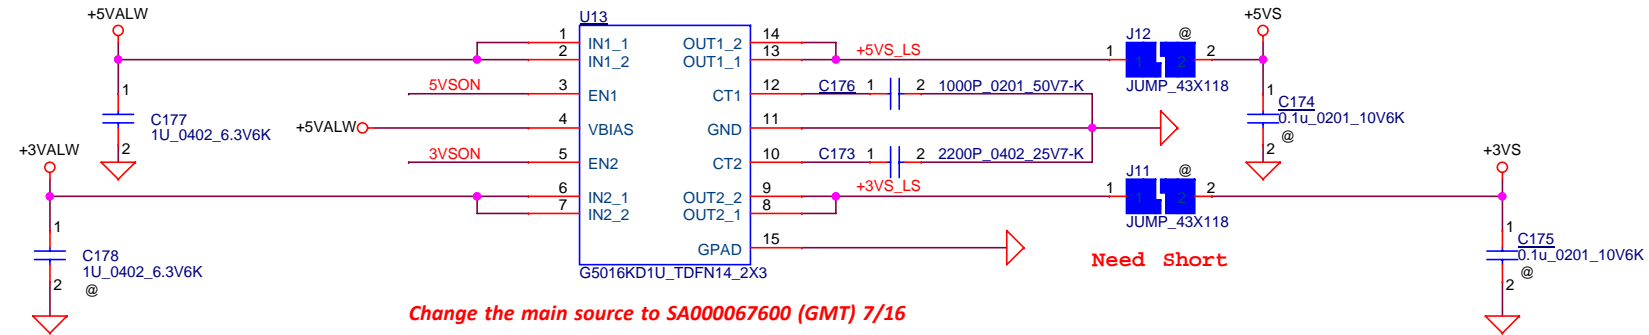 +5VALW
U13
+5VS
1 IN1_1 OUT1_2 14
J12 @
2 IN1_2 OUT1_1 13 +5VS_LS 1 1 2 2
JUMP_43X118
1
C177
1U_0402_6.3V6K
2
5VSON 3 EN1 CT1 12 C176 1 2 1000P_0201_50V7-K
1
C174
0.1u_0201_10V6K
@
2
+5VALW 4 VBIAS GND 11
+3VALW
3VSON 5 EN2 CT2 10 C173 1 2 2200P_0402_25V7-K
+3VS
6 IN2_1 OUT2_2 9 +3VS_LS
J11 @
1 1 2 2
JUMP_43X118
7 IN2_2 OUT2_1 8
1
C178
1U_0402_6.3V6K
@
2
GPAD 15
Need Short
1
C175
0.1u_0201_10V6K
@
2
G5016KD1U_TDFN14_2X3
Change the main source to SA000067600 (GMT) 7/16